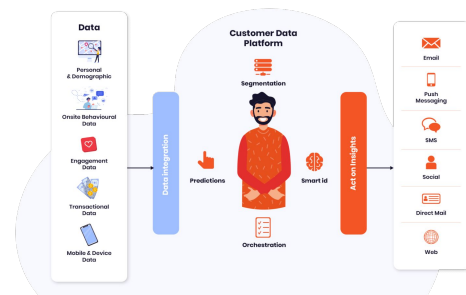 Data
Personal
& Demographic
Onsite Behavioural
Data
Engagement
Data
Transactional
Data
Mobile & Device
Data
Data Integration
Customer Data
Platform
Segmentation
Predictions
Smart id
Orchestration
Act on Insights
Email
Push
Messaging
SMS
Social
Direct Mail
Web